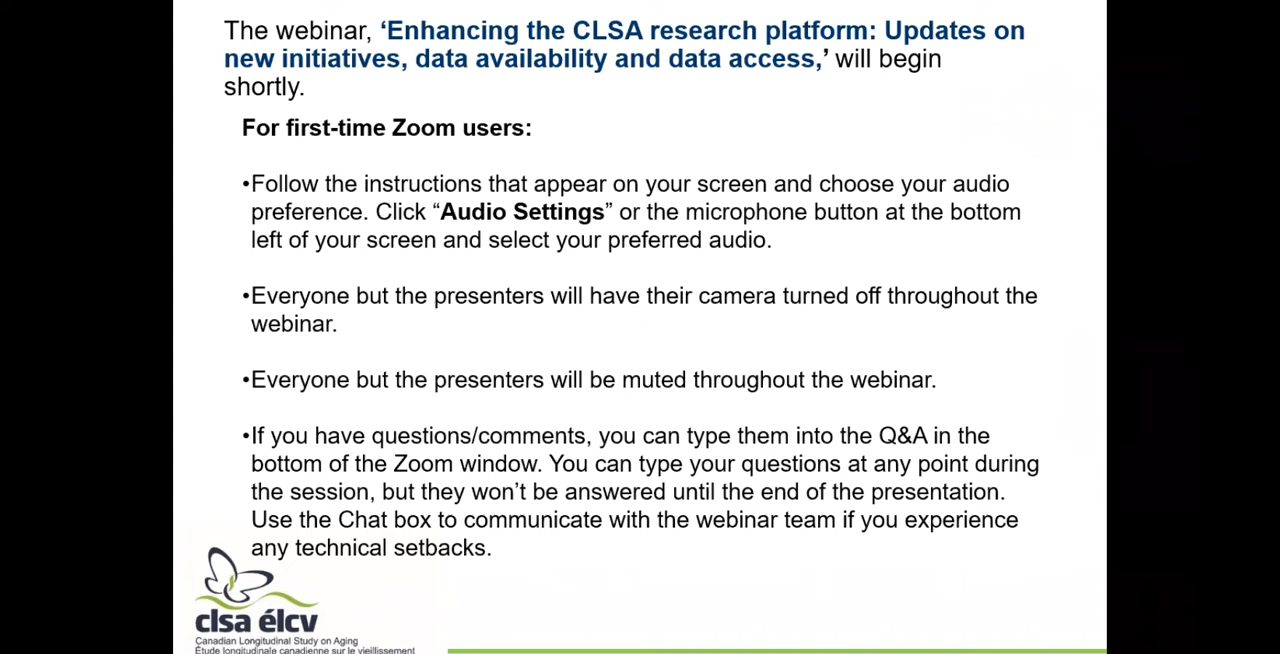 The webinar, ‘Enhancing the CLSA research platform: Updates on
new initiatives, data availability and data access,’ will begin
shortly.
For first-time Zoom users:
•Follow the instructions that appear on your screen and choose your audio
preference. Click “Audio Settings” or the microphone button at the bottom
left of your screen and select your preferred audio.
•Everyone but the presenters will have their camera turned off throughout the
webinar.
•Everyone but the presenters will be muted throughout the webinar.
•If you have questions/comments, you can type them into the Q&A in the
bottom of the Zoom window. You can type your questions at any point during
the session, but they won’t be answered until the end of the presentation.
Use the Chat box to communicate with the webinar team if you experience
any technical setbacks.
clsa élcv
Canadian Longitudinal Study on Aging
Étude longitudinale canadienne sur le vieillissement